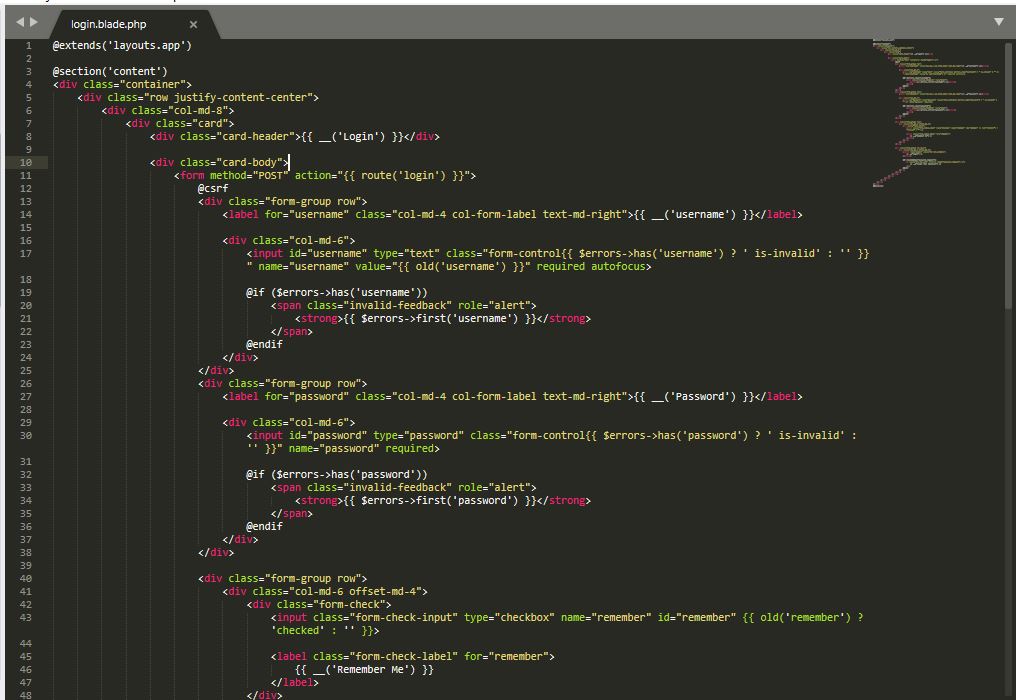 login.blade.php
1 @extends('layouts.app')
2
3 @section('content')
4 <div class="container">
5 <div class="row justify-content-center">
6 <div class="col-md-8">
7 <div class="card">
8 <div class="card-header">{{ __('Login') }}</div>
9
10 <div class="card-body">
11 <form method="POST" action="{{ route('login') }}">
12 @csrf
13 <div class="form-group row">
14 <label for="username" class="col-md-4 col-form-label text-md-right">{{ __('username') }}</label>
15
16 <div class="col-md-6">
17 <input id="username" type="text" class="form-control{{ $errors->has('username') ? ' is-invalid' : '' }}
" name="username" value="{{ old('username') }}" required autofocus>
18
19 @if ($errors->has('username'))
20 <span class="invalid-feedback" role="alert">
21 <strong>{{ $errors->first('username') }}</strong>
22 </span>
23 @endif
24 </div>
25 </div>
26 <div class="form-group row">
27 <label for="password" class="col-md-4 col-form-label text-md-right">{{ __('Password') }}</label>
28
29 <div class="col-md-6">
30 <input id="password" type="password" class="form-control{{ $errors->has('password') ? ' is-invalid' :
'' }}" name="password" required>
31
32 @if ($errors->has('password'))
33 <span class="invalid-feedback" role="alert">
34 <strong>{{ $errors->first('password') }}</strong>
35 </span>
36 @endif
37 </div>
38 </div>
39
40 <div class="form-group row">
41 <div class="col-md-6 offset-md-4">
42 <div class="form-check">
43 <input class="form-check-input" type="checkbox" name="remember" id="remember" {{ old('remember') ?
'checked' : '' }}>
44
45 <label class="form-check-label" for="remember">
46 {{ __('Remember Me') }}
47 </label>
48 </div>